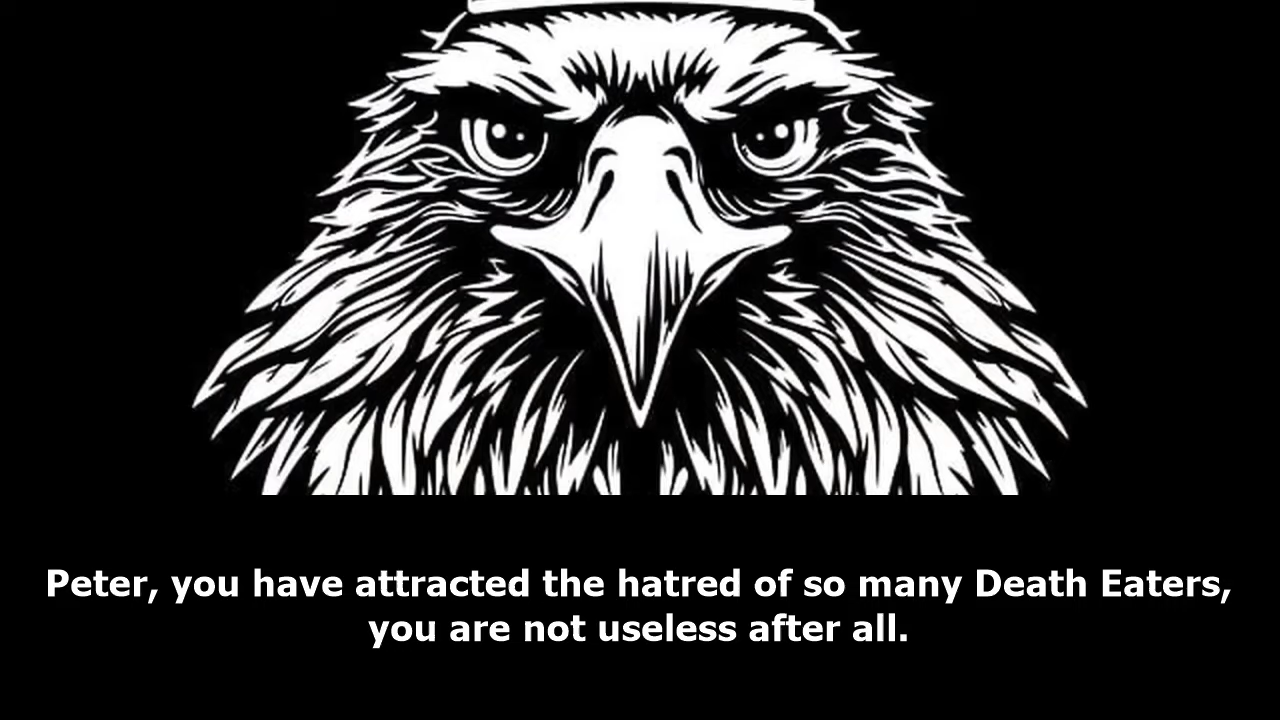 Peter, you have attracted the hatred of so many Death Eaters,
you are not useless after all.